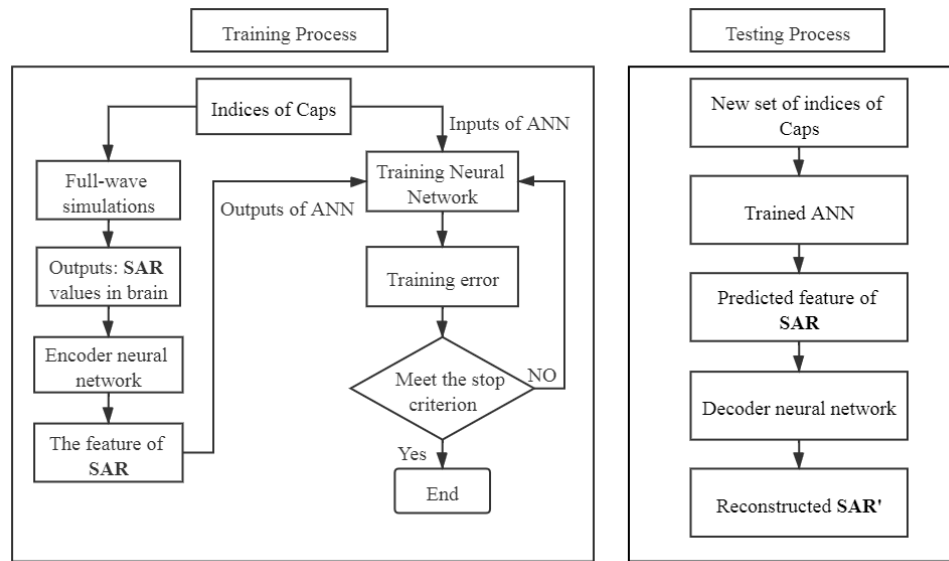 Training Process
Indices of Caps
Inputs of ANN
Full-wave
simulations
Outputs: SAR
values in brain
Encoder neural
network
The feature of
SAR
Outputs of ANN
Training Neural
Network
Training error
Meet the stop
criterion
NO
Yes
End
Testing Process
New set of indices of
Caps
Trained ANN
Predicted feature of
SAR
Decoder neural network
Reconstructed SAR'